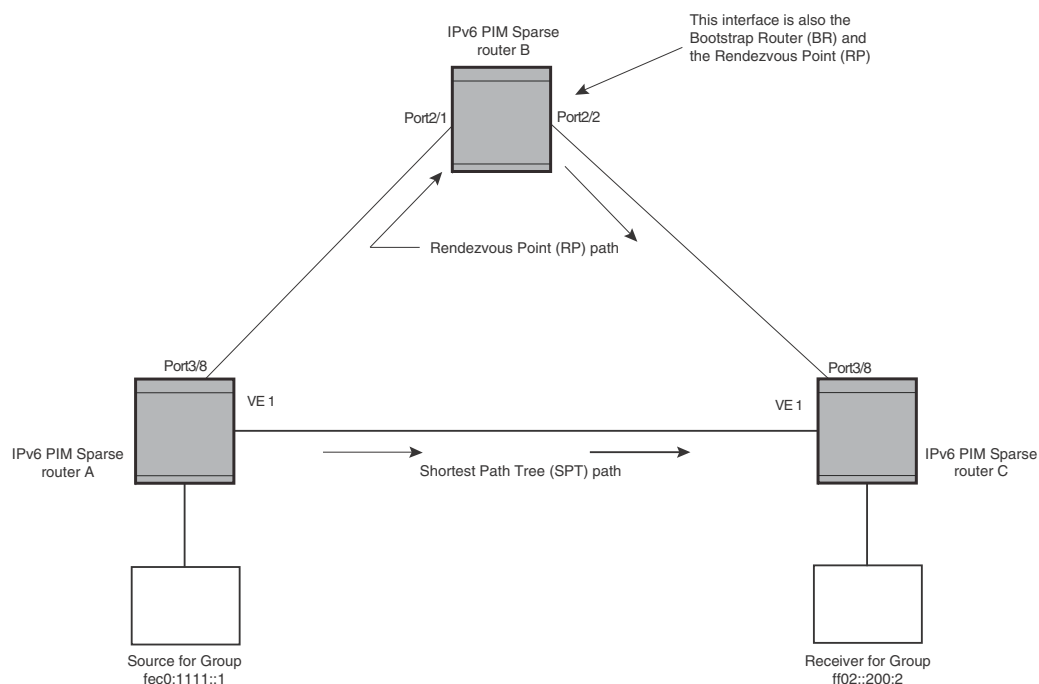 IPv6 PIM Sparse
router B
This interface is also the
Bootstrap Router (BR) and
the Rendezvous Point (RP)
Port2/1
Port2/2
Rendezvous Point (RP) path
Port3/8
VE 1
Port3/8
VE 1
IPv6 PIM Sparse
router A
Shortest Path Tree (SPT) path
IPv6 PIM Sparse
router C
Source for Group
fec0:1111::1
Receiver for Group
ff02::200:2